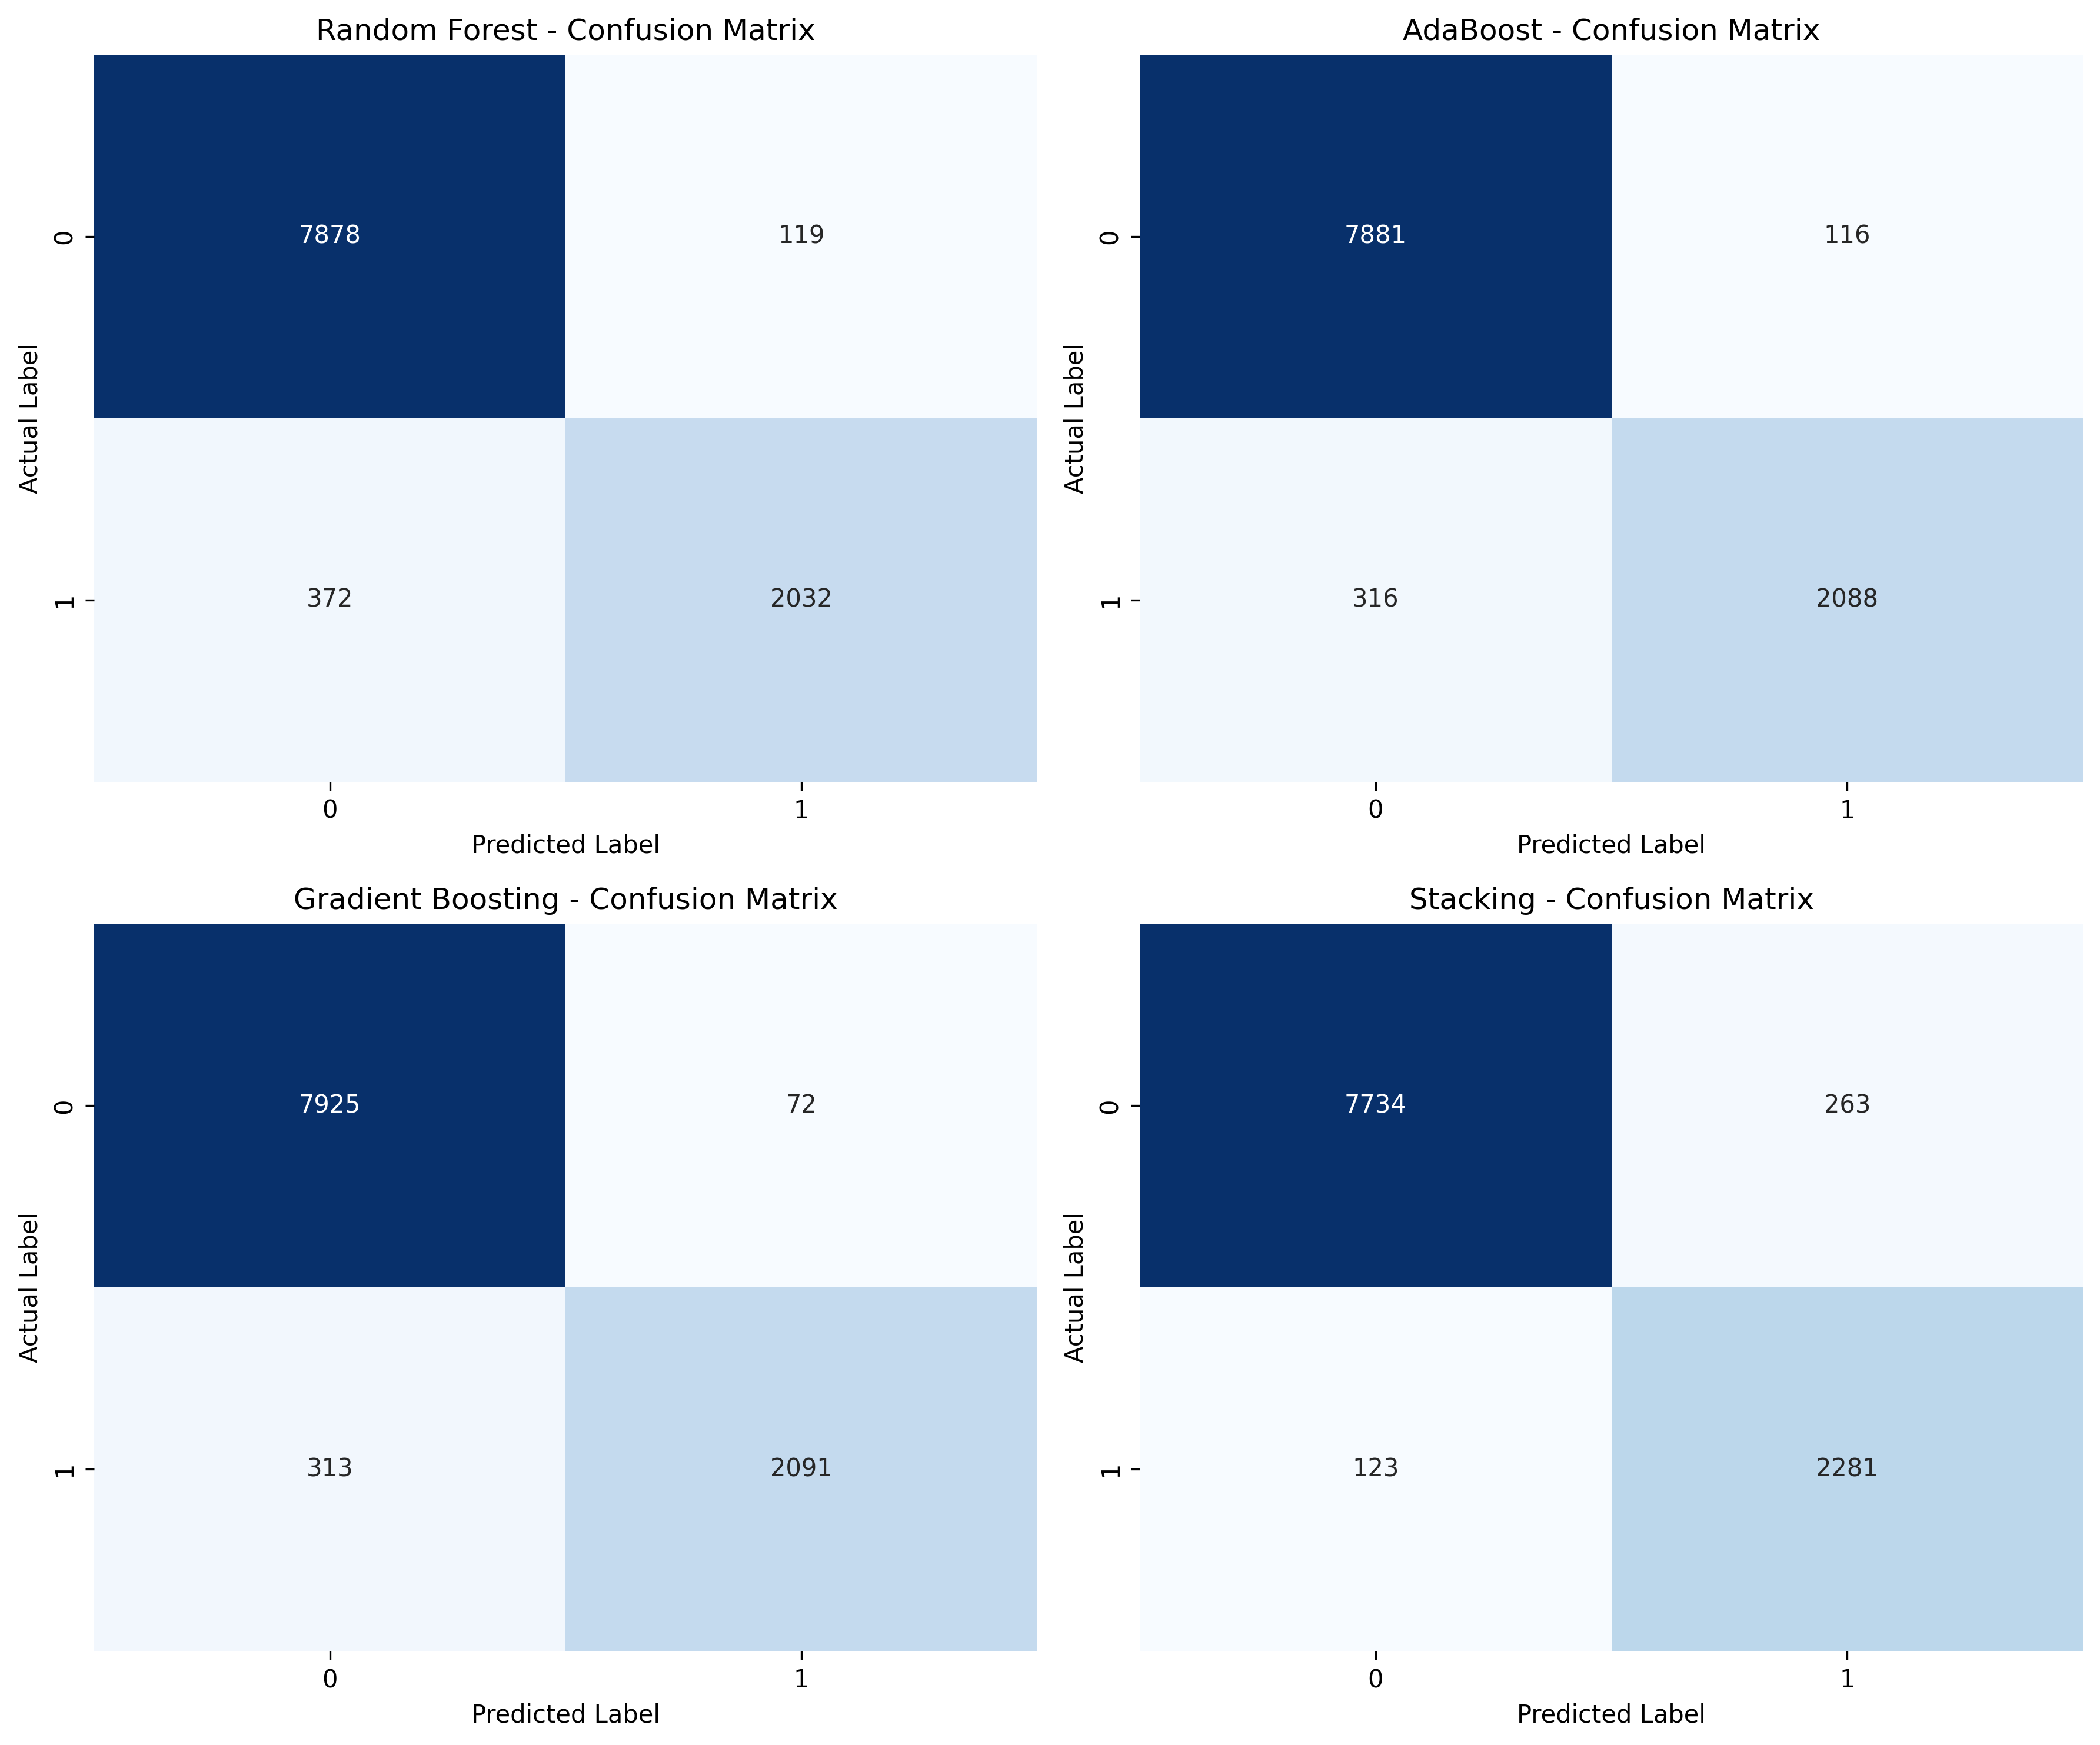 Random Forest - Confusion Matrix
Actual Label
0
7878
119
1
372
2032
0
1
Predicted Label
AdaBoost - Confusion Matrix
Actual Label
0
7881
116
1
316
2088
0
1
Predicted Label
Gradient Boosting - Confusion Matrix
Actual Label
0
7925
72
1
313
2091
0
1
Predicted Label
Stacking - Confusion Matrix
Actual Label
0
7734
263
1
123
2281
0
1
Predicted Label